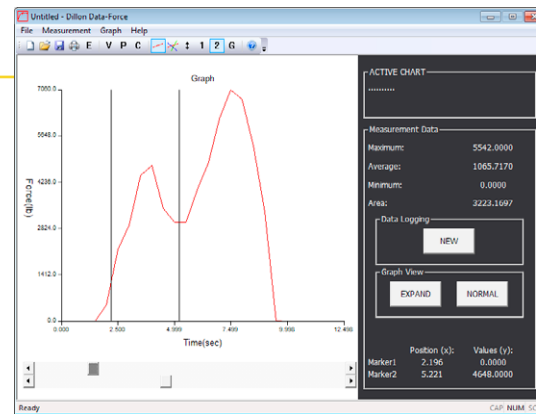 Untitled - Dillon Data-Force
File Measurement Graph Help
E V P C 1 2 G
Graph
ACTIVE CHART
..........
7060.0
5648.0
4236.0
2824.0
1412.0
0.0
Force(lb)
0.000 2.500 4.999 7.499 9.998 12.498
Time(sec)
Measurement Data
Maximum: 5542.0000
Average: 1065.7170
Minimum: 0.0000
Area: 3223.1697
Data Logging
NEW
Graph View
EXPAND NORMAL
Position (x): Values (y):
Marker1 2.196 0.0000
Marker2 5.221 4648.0000
Ready CAP NUM SC